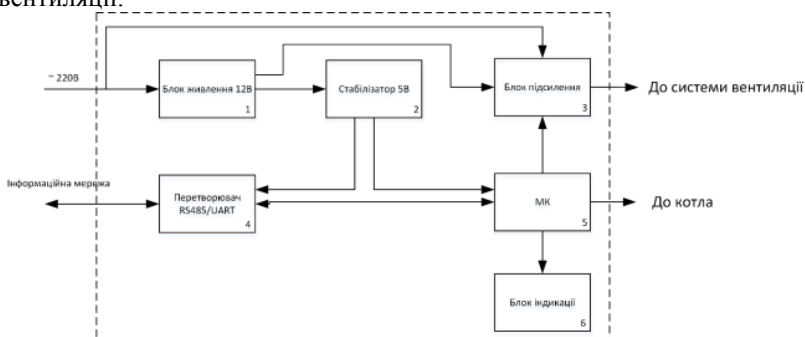 вентиляції.
~ 220В
Блок живлення 12В
1
Стабілізатор 5В
2
Блок підсилення
3
До системи вентиляції
Інформаційна мережа
Перетворювач
RS485/UART
4
МК
5
До котла
Блок індикації
6